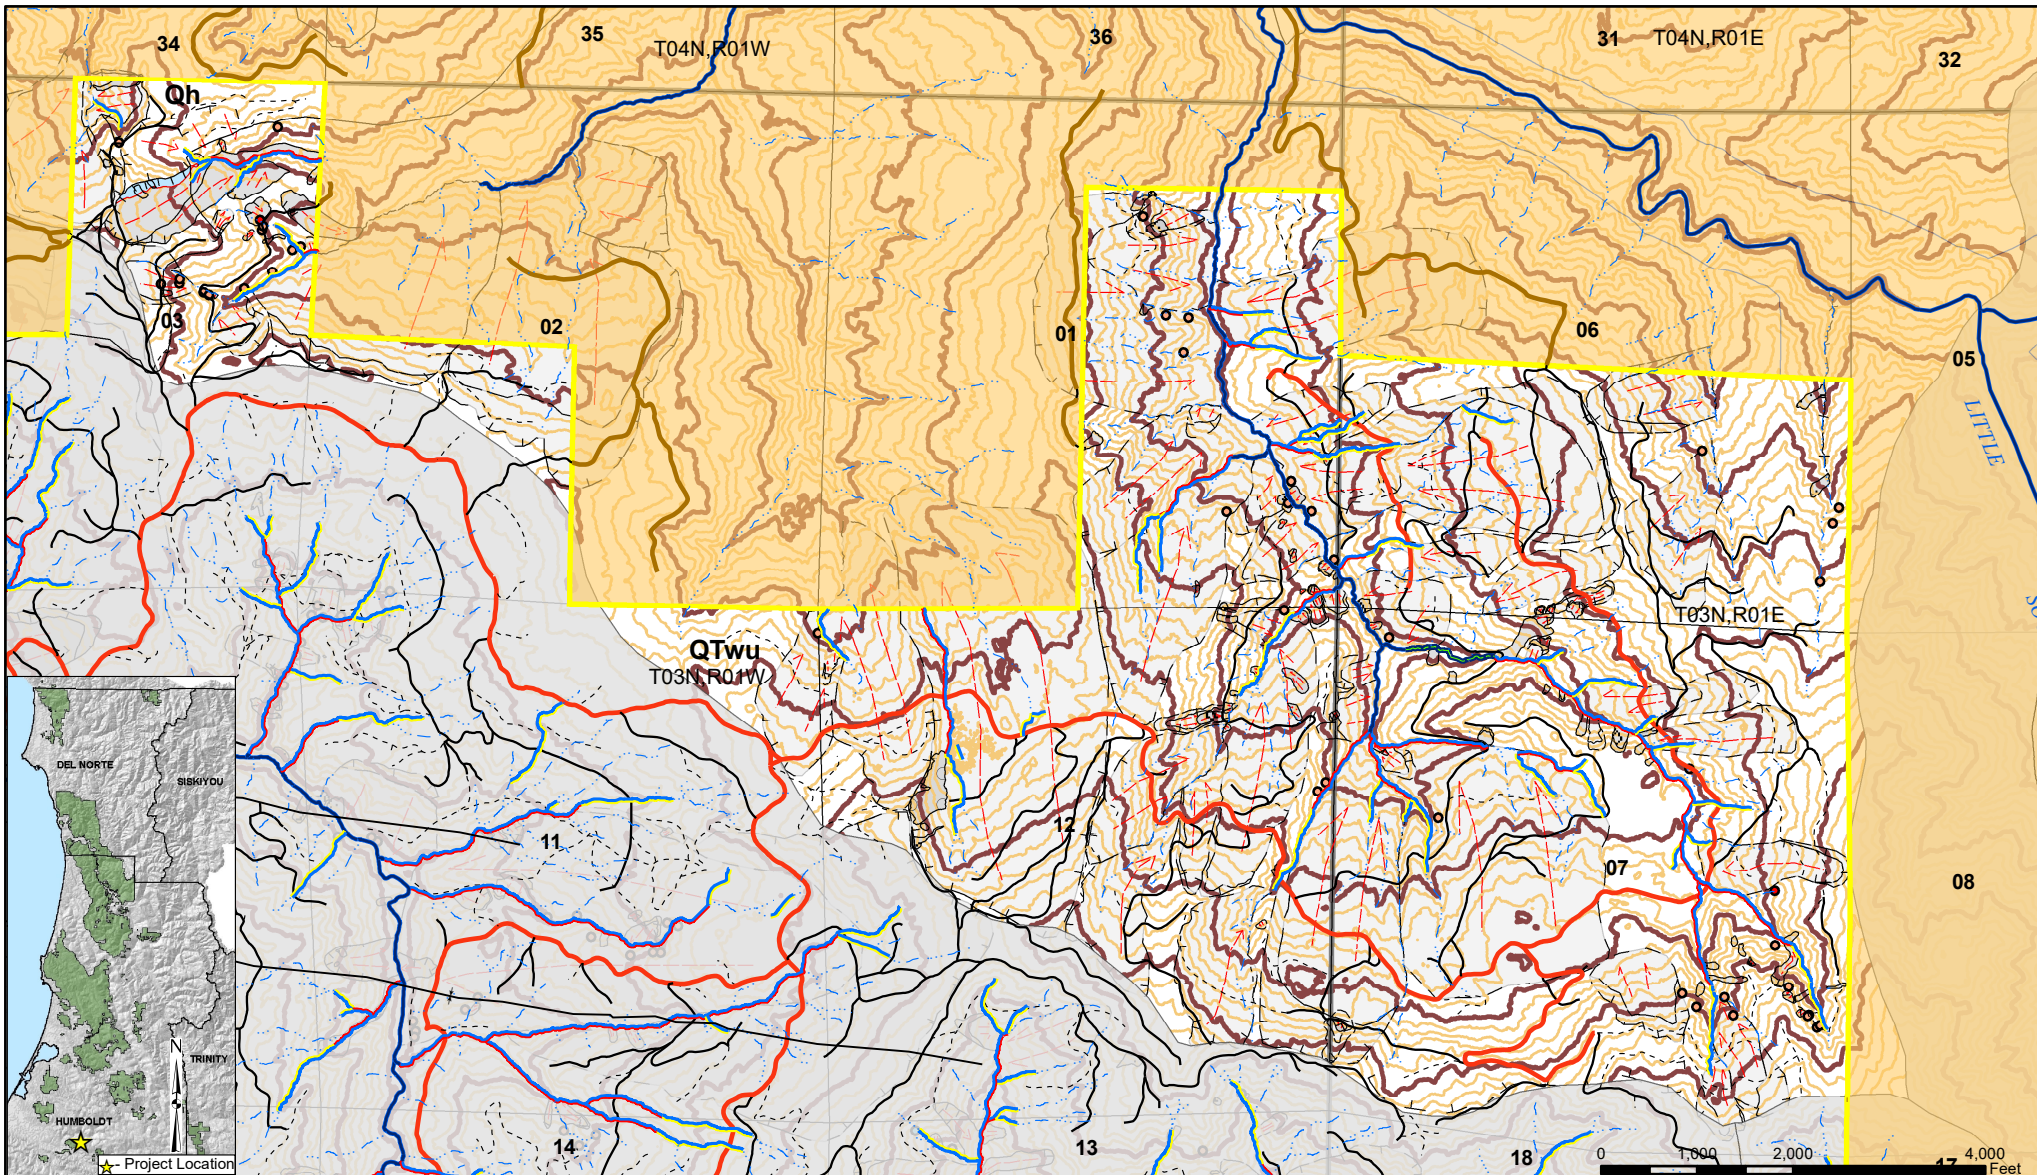 34
35
36
31
32
T04N,R01W
T04N,R01E
Qh
03
02
01
06
05
LITTLE
T03N,R01E
QTwu
T03N,R01W
11
12
07
08
14
13
18
17
DEL NORTE
SISKIYOU
N
TRINITY
HUMBOLDT
- Project Location
0 1,000 2,000 4,000
Feet